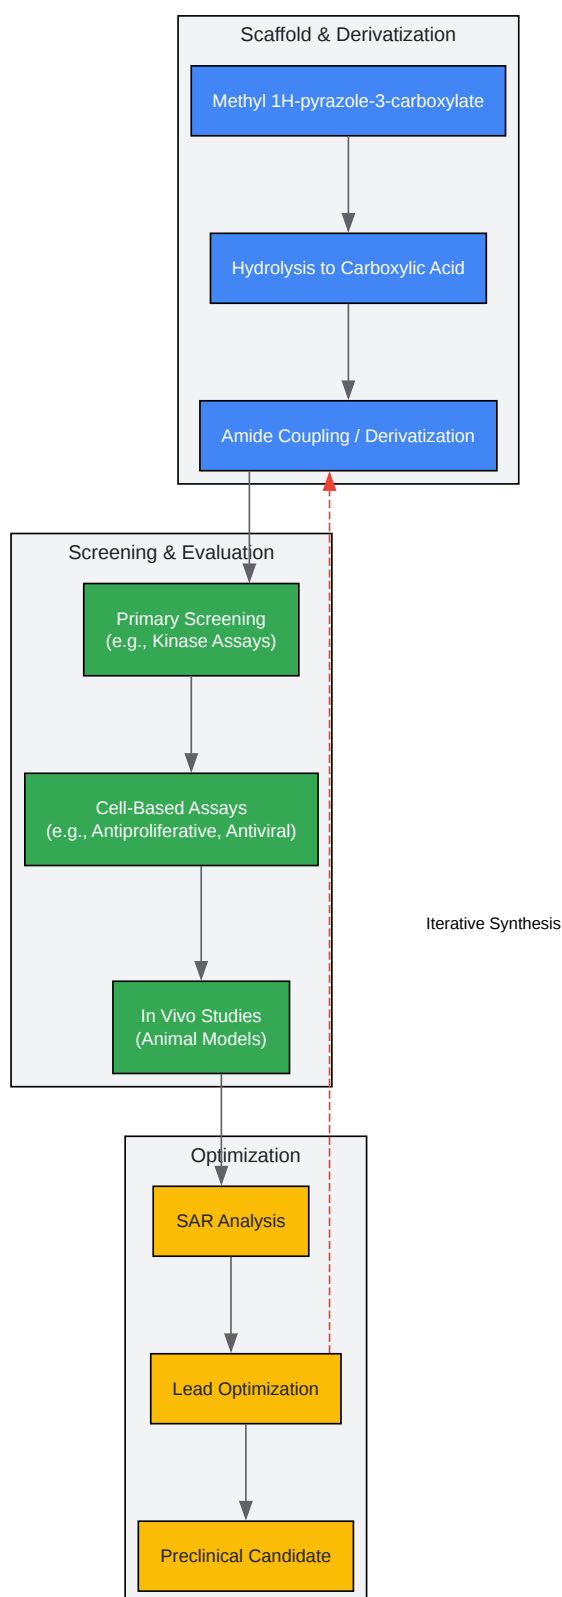 Scaffold & Derivatization
Methyl 1H-pyrazole-3-carboxylate
Hydrolysis to Carboxylic Acid
Amide Coupling / Derivatization
Screening & Evaluation
Primary Screening
(e.g., Kinase Assays)
Cell-Based Assays
(e.g., Antiproliferative, Antiviral)
Iterative Synthesis
In Vivo Studies
(Animal Models)
Optimization
SAR Analysis
Lead Optimization
Preclinical Candidate